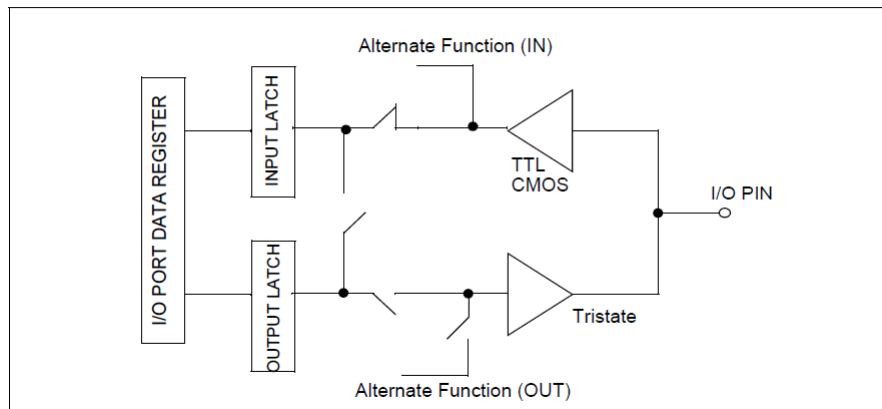 Alternate Function (IN)
I/O PORT DATA REGISTER
INPUT LATCH
TTL
CMOS
I/O PIN
OUTPUT LATCH
Tristate
Alternate Function (OUT)